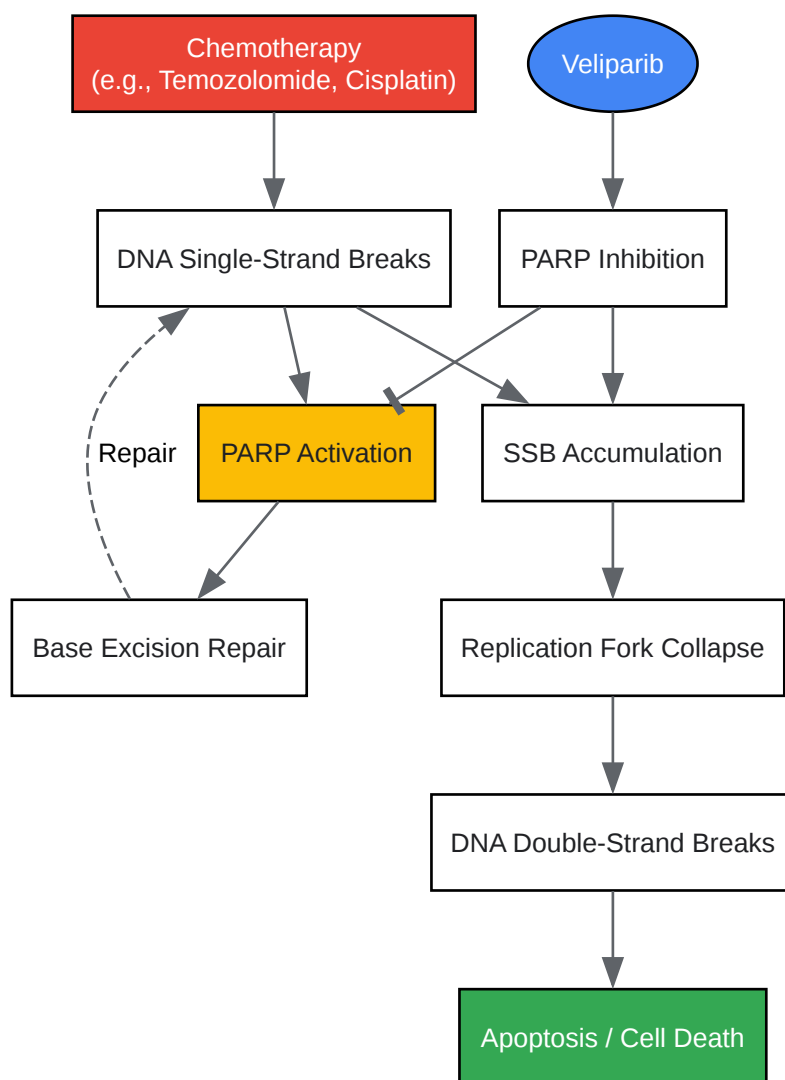 Chemotherapy
(e.g., Temozolomide, Cisplatin)
Veliparib
DNA Single-Strand Breaks
PARP Inhibition
Repair
PARP Activation
SSB Accumulation
Base Excision Repair
Replication Fork Collapse
DNA Double-Strand Breaks
Apoptosis / Cell Death